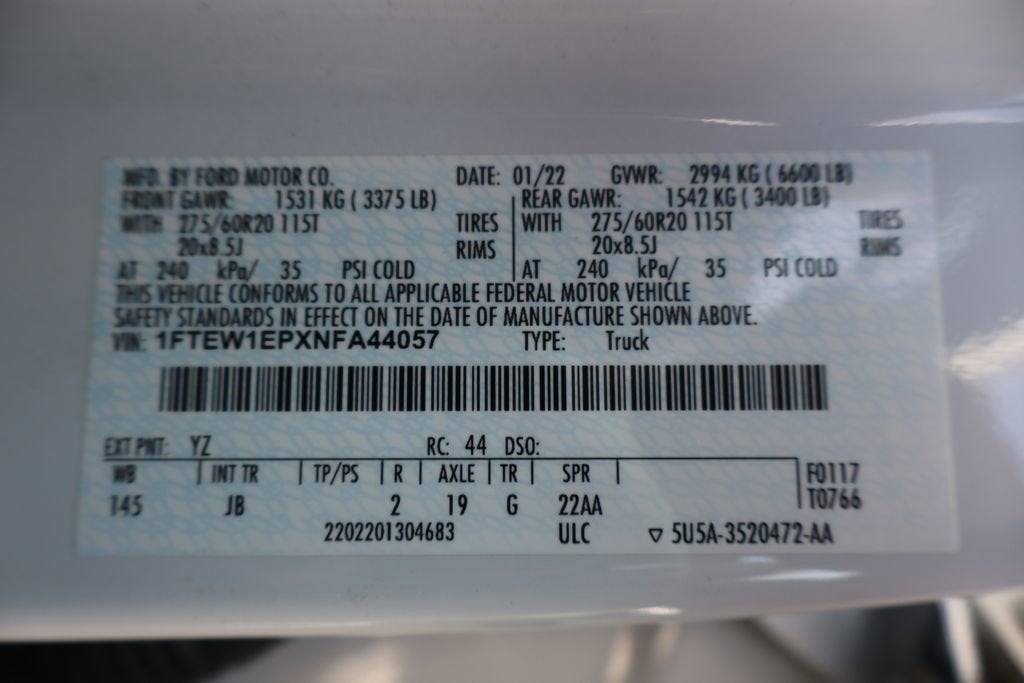 MFD. BY FORD MOTOR CO. DATE: 01/22 GVWR: 2994 KG ( 6600 LB)
FRONT GAWR: 1531 KG ( 3375 LB) REAR GAWR: 1542 KG ( 3400 LB)
WITH 275/60R20 115T TIRES WITH 275/60R20 115T TIRES
20x8.5J RIMS 20x8.5J RIMS
AT 240 kPa/ 35 PSI COLD AT 240 kPa/ 35 PSI COLD
THIS VEHICLE CONFORMS TO ALL APPLICABLE FEDERAL MOTOR VEHICLE
SAFETY STANDARDS IN EFFECT ON THE DATE OF MANUFACTURE SHOWN ABOVE.
VIN: 1FTEW1EPXNFA44057 TYPE: Truck
EXT PNT: YZ RC: 44 DSO:
WB INT TR TP/PS R AXLE TR SPR F0117
145 JB 2 19 G 22AA T0766
2202201304683 ULC ▽ 5U5A-3520472-AA